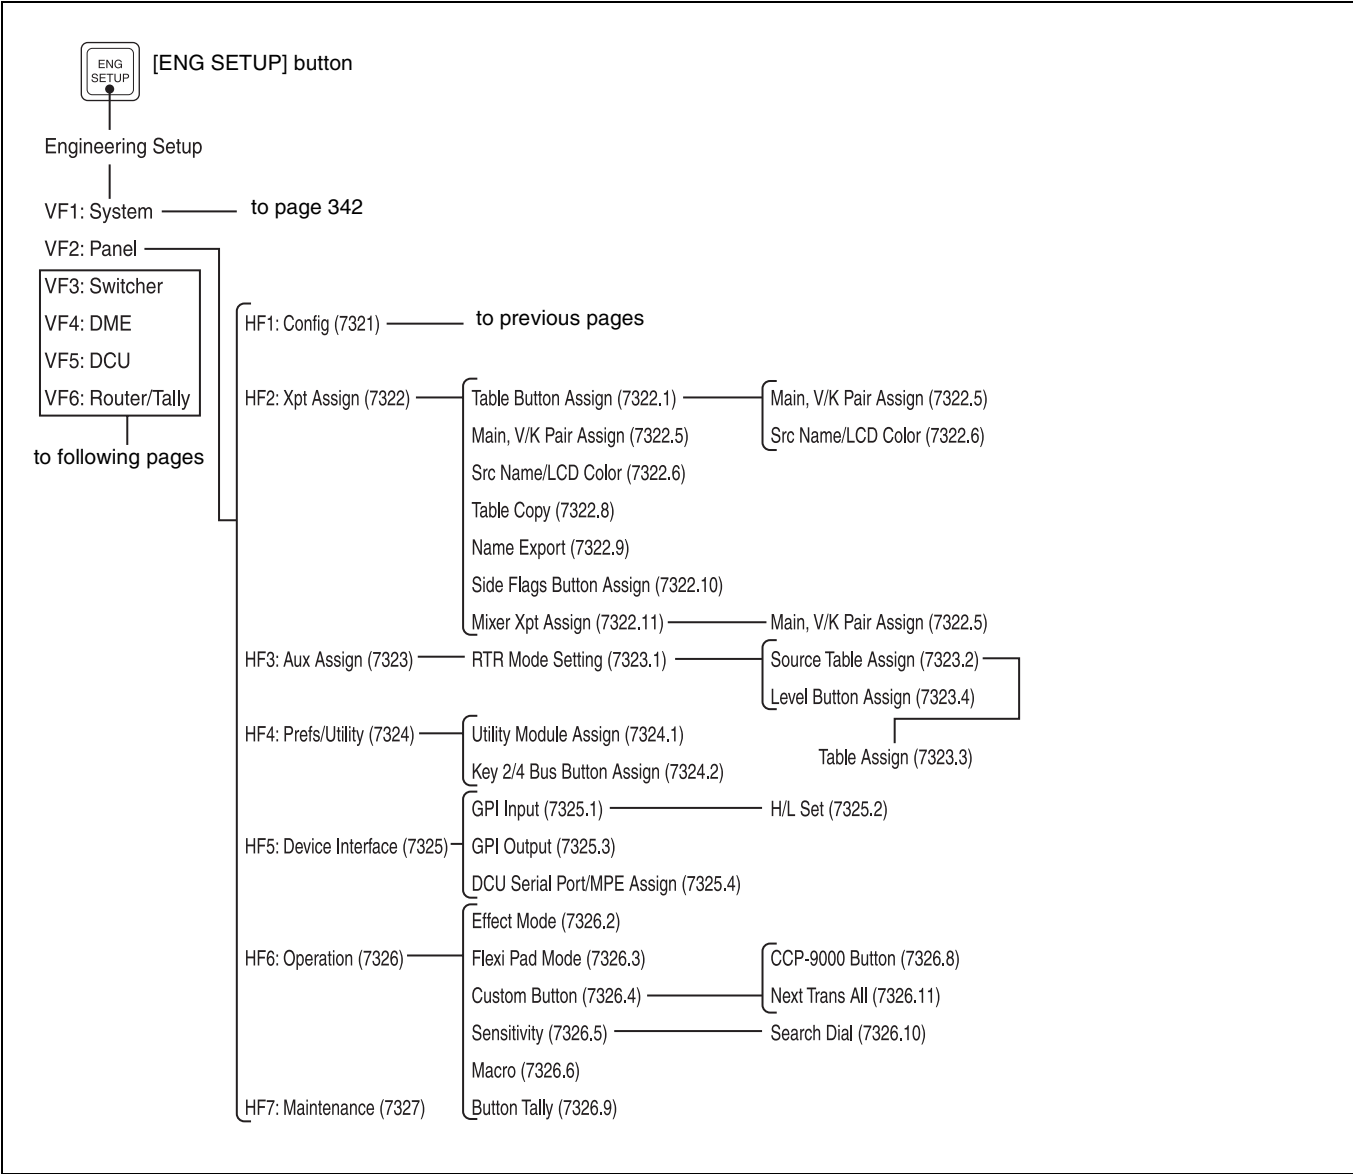 ENG
SETUP
[ENG SETUP] button
Engineering Setup
VF1: System
to page 342
VF2: Panel
VF3: Switcher
VF4: DME
VF5: DCU
VF6: Router/Tally
to following pages
HF1: Config (7321)
to previous pages
HF2: Xpt Assign (7322)
Table Button Assign (7322.1)
Main, V/K Pair Assign (7322.5)
Src Name/LCD Color (7322.6)
Main, V/K Pair Assign (7322.5)
Src Name/LCD Color (7322.6)
Table Copy (7322.8)
Name Export (7322.9)
Side Flags Button Assign (7322.10)
Mixer Xpt Assign (7322.11)
Main, V/K Pair Assign (7322.5)
HF3: Aux Assign (7323)
RTR Mode Setting (7323.1)
Source Table Assign (7323.2)
Level Button Assign (7323.4)
Table Assign (7323.3)
HF4: Prefs/Utility (7324)
Utility Module Assign (7324.1)
Key 2/4 Bus Button Assign (7324.2)
HF5: Device Interface (7325)
GPI Input (7325.1)
H/L Set (7325.2)
GPI Output (7325.3)
DCU Serial Port/MPE Assign (7325.4)
HF6: Operation (7326)
Effect Mode (7326.2)
Flexi Pad Mode (7326.3)
Custom Button (7326.4)
CCP-9000 Button (7326.8)
Next Trans All (7326.11)
Sensitivity (7326.5)
Search Dial (7326.10)
Macro (7326.6)
Button Tally (7326.9)
HF7: Maintenance (7327)